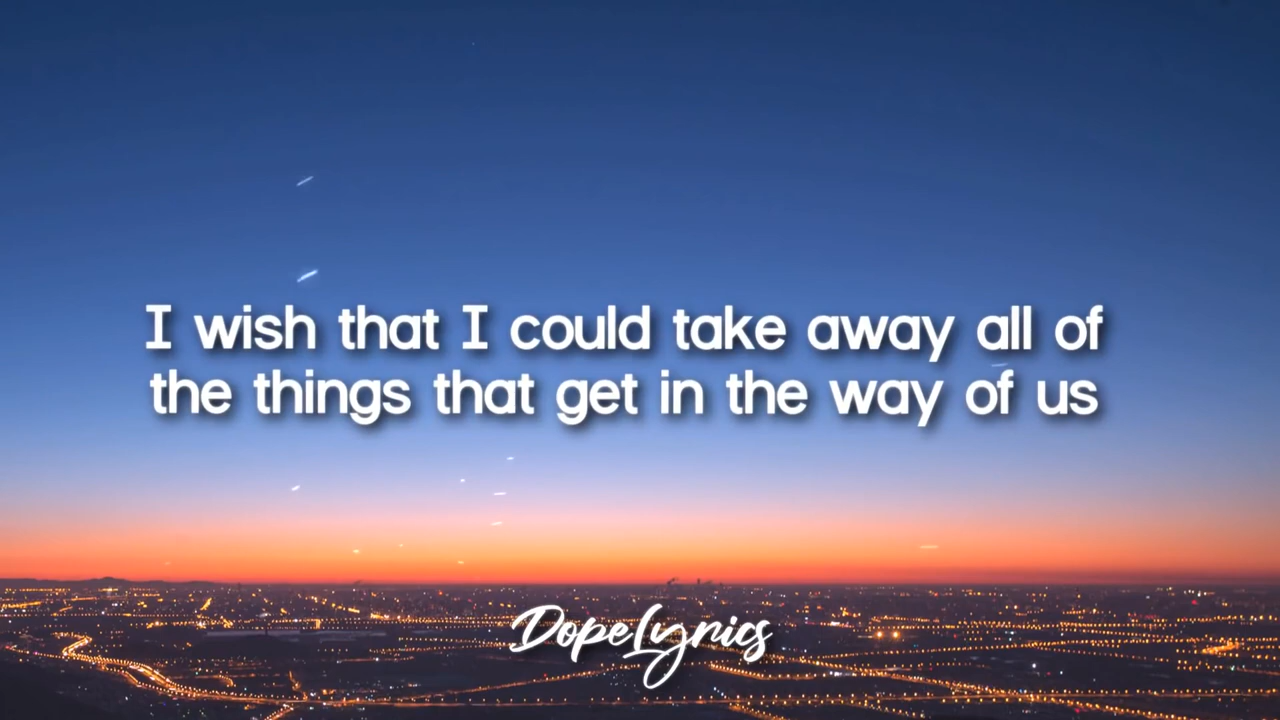 I wish that I could take away all of
the things that get in the way of us
DopeLyrics